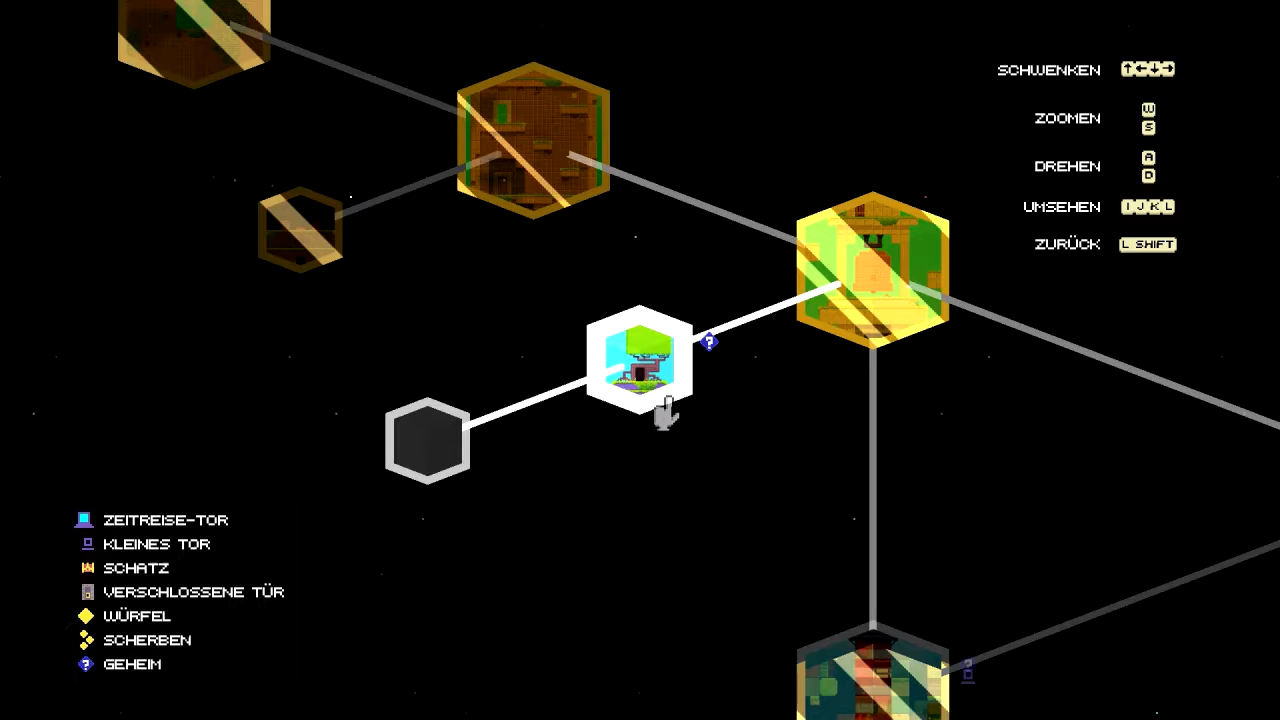 SCHWENKEN ↑←↓→
ZOOMEN W
S
DREHEN A
D
UMSEHEN I J K L
ZURÜCK L SHIFT
?
ZEITREISE-TOR
KLEINES TOR
SCHATZ
VERSCHLOSSENE TÜR
WÜRFEL
SCHERBEN
? GEHEIM
?